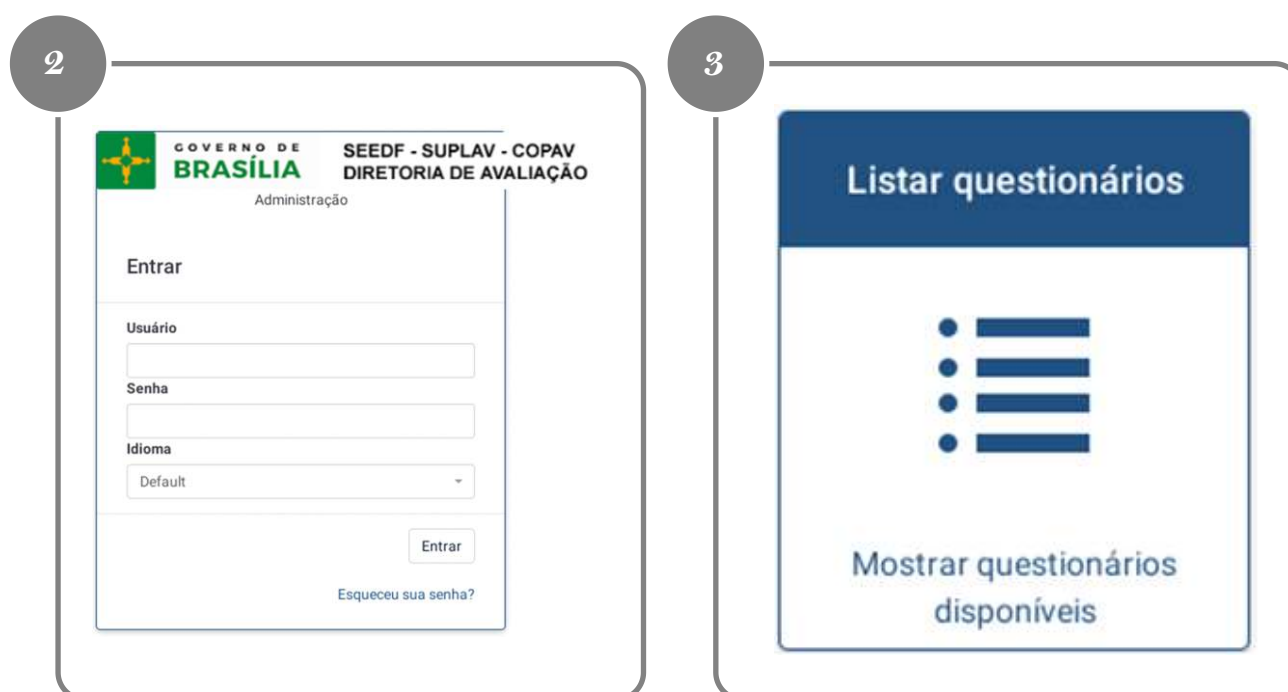 2
GOVERNO DE
BRASÍLIA
SEEDF - SUPLAV - COPAV
DIRETORIA DE AVALIAÇÃO
Administração
Entrar
Usuário
Senha
Idioma
Default
Entrar
Esqueceu sua senha?
3
Listar questionários
Mostrar questionários
disponíveis